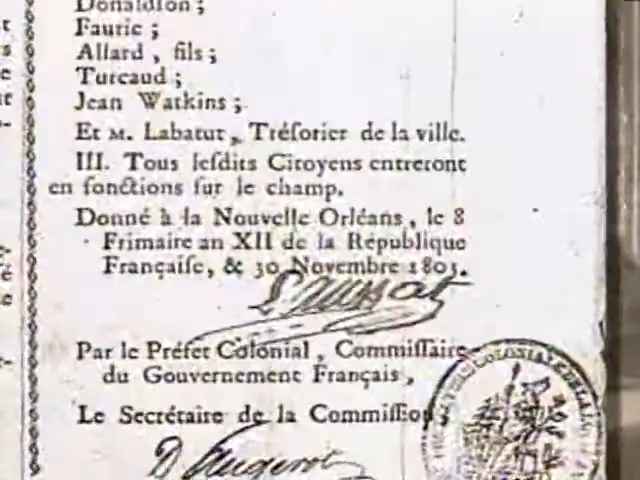 Donaldson ;
Faurie ;
Allard , fils ;
Turcaud ;
Jean Watkins ;
Et M. Labatut , Tréſorier de la ville.
III. Tous leſdits Citoyens entreront
en fonctions ſur le champ.
Donné à la Nouvelle Orléans , le 8
Frimaire an XII de la République
Françaiſe, & 30 Novembre 1803.
Laussat
Par le Préfet Colonial , Commiſſaire
du Gouvernement Français ,
Le Secrétaire de la Commiſſion ,